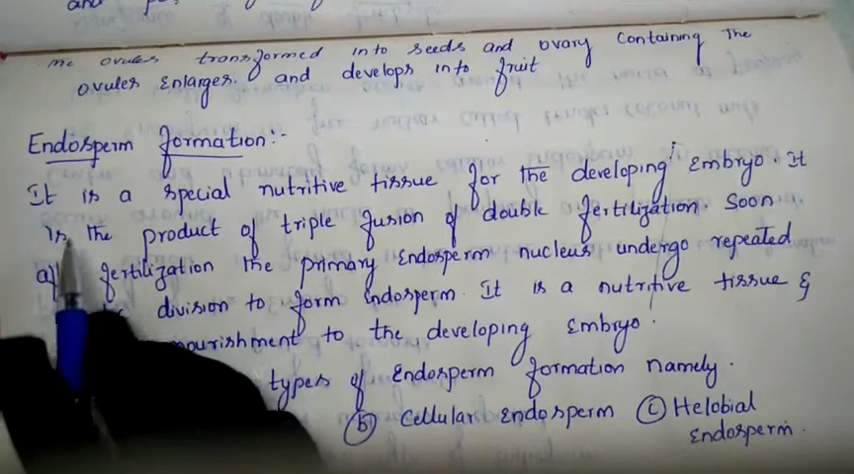 and
The ovules transformed into seeds and ovary containing The
ovules Enlarges. and develops into fruit
Endosperm formation:-
It is a special nutritive tissue for the developing Embryo. It
is the product of triple fusion of double fertilization. Soon
fertilization the primary Endosperm nucleus undergo repeated
division to form Endosperm. It is a nutritive tissue &
nourishment to the developing Embryo.
types of Endosperm formation namely.
(b) Cellular Endosperm (c) Helobial
Endosperm.